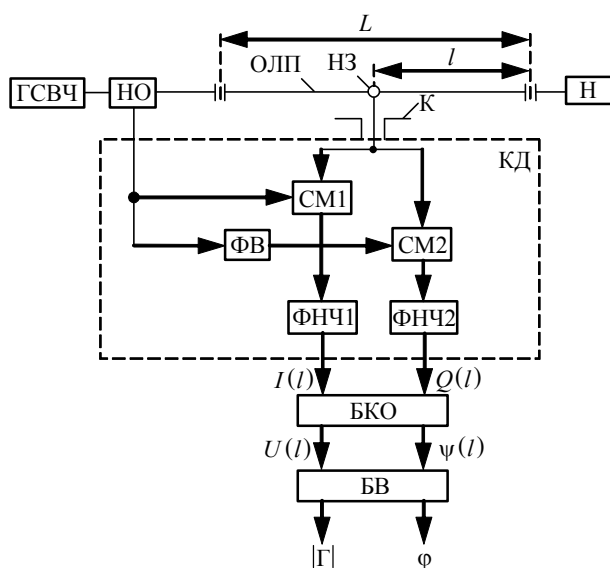 L
ОЛП НЗ l
ГСВЧ НО Н
К
КД
СМ1
ФВ СМ2
ФНЧ1 ФНЧ2
I(l) Q(l)
БКО
U(l) ψ(l)
БВ
|Г| φ